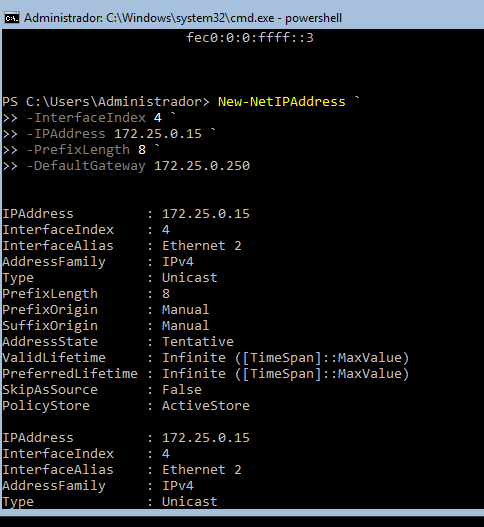 Administrador: C:\Windows\system32\cmd.exe - powershell
fec0:0:0:ffff::3
PS C:\Users\Administrador> New-NetIPAddress `
>> -InterfaceIndex 4 `
>> -IPAddress 172.25.0.15 `
>> -PrefixLength 8 `
>> -DefaultGateway 172.25.0.250
IPAddress         : 172.25.0.15
InterfaceIndex    : 4
InterfaceAlias    : Ethernet 2
AddressFamily     : IPv4
Type              : Unicast
PrefixLength      : 8
PrefixOrigin      : Manual
SuffixOrigin      : Manual
AddressState      : Tentative
ValidLifetime     : Infinite ([TimeSpan]::MaxValue)
PreferredLifetime : Infinite ([TimeSpan]::MaxValue)
SkipAsSource      : False
PolicyStore       : ActiveStore
IPAddress         : 172.25.0.15
InterfaceIndex    : 4
InterfaceAlias    : Ethernet 2
AddressFamily     : IPv4
Type              : Unicast